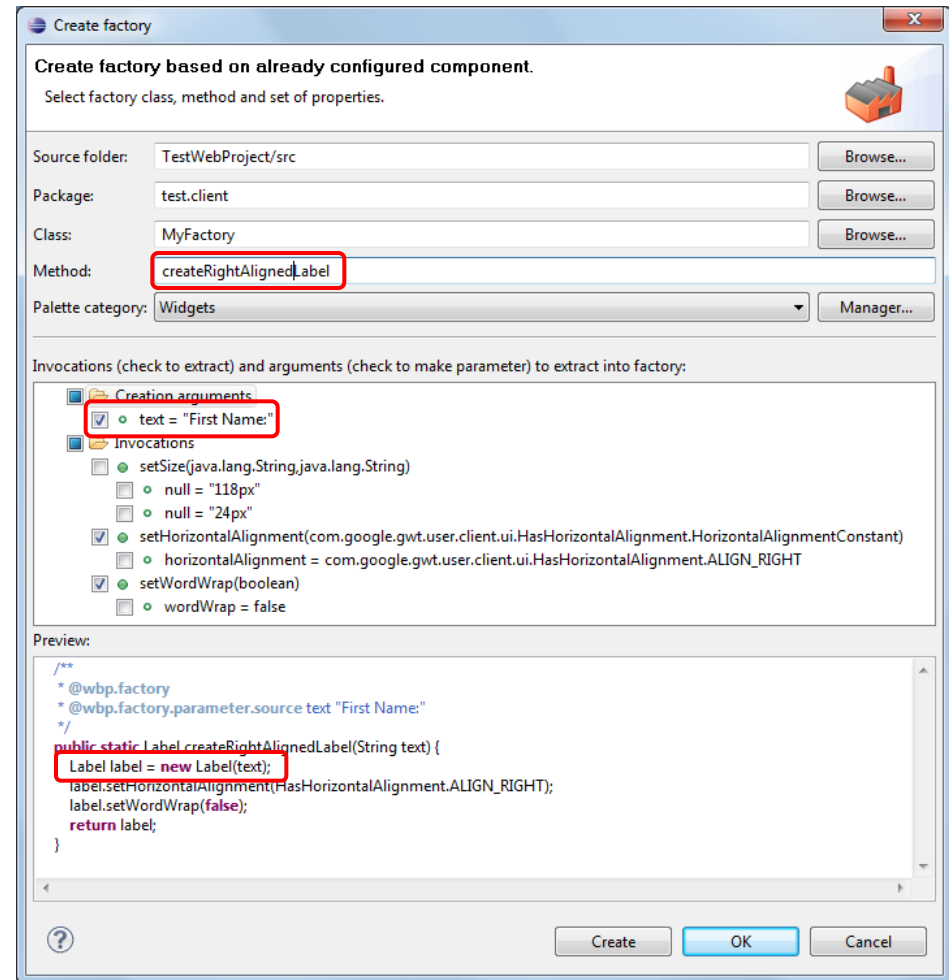 Create factory
Create factory based on already configured component.
Select factory class, method and set of properties.
Source folder: TestWebProject/src Browse...
Package: test.client Browse...
Class: MyFactory Browse...
Method: createRightAlignedLabel
Palette category: Widgets Manager...
Invocations (check to extract) and arguments (check to make parameter) to extract into factory:
Creation arguments
text = "First Name:"
Invocations
setSize(java.lang.String,java.lang.String)
null = "118px"
null = "24px"
setHorizontalAlignment(com.google.gwt.user.client.ui.HasHorizontalAlignment.HorizontalAlignmentConstant)
horizontalAlignment = com.google.gwt.user.client.ui.HasHorizontalAlignment.ALIGN_RIGHT
setWordWrap(boolean)
wordWrap = false
Preview:
/**
* @wbp.factory
* @wbp.factory.parameter.source text "First Name:"
*/
public static Label createRightAlignedLabel(String text) {
Label label = new Label(text);
label.setHorizontalAlignment(HasHorizontalAlignment.ALIGN_RIGHT);
label.setWordWrap(false);
return label;
}
? Create OK Cancel